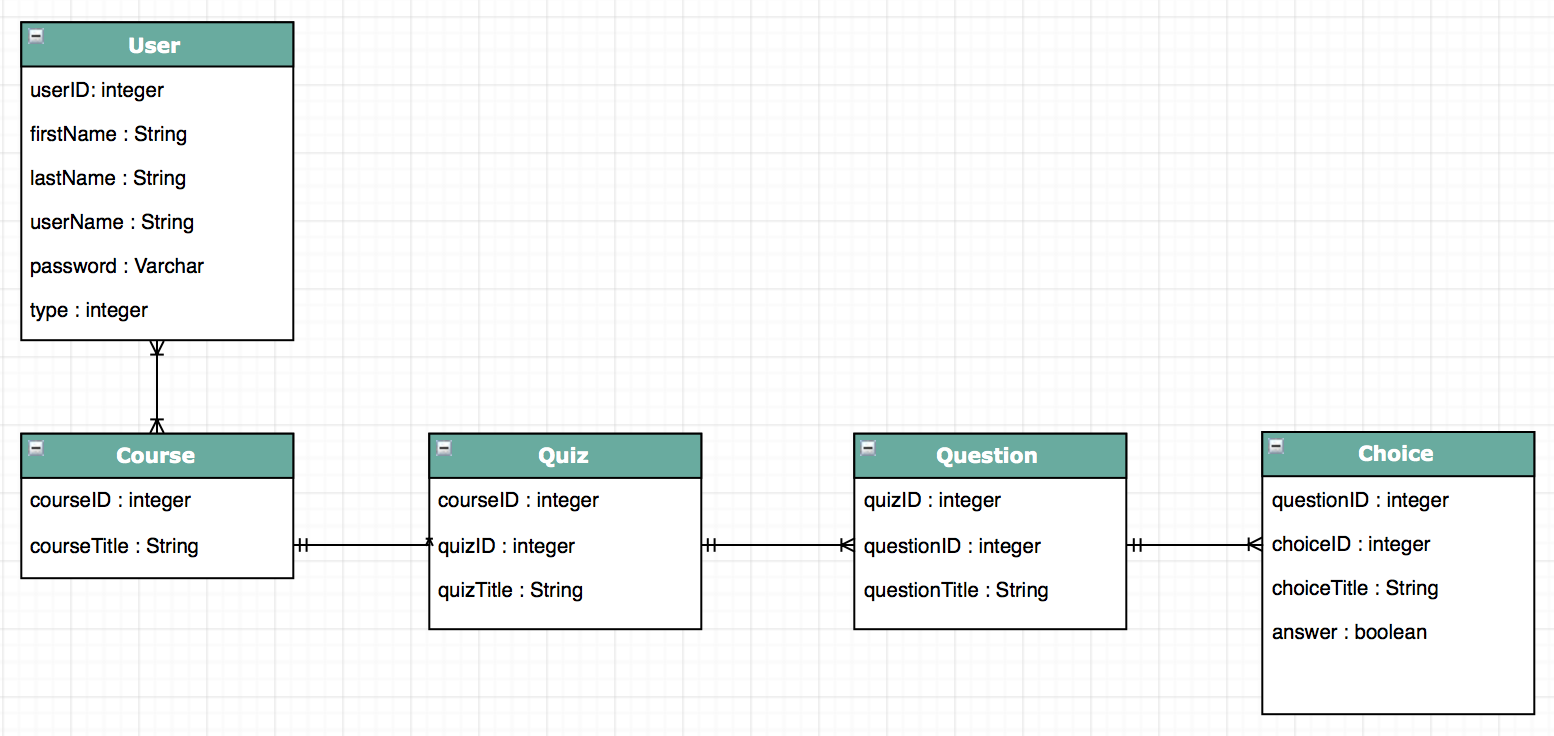 User
userID: integer
firstName : String
lastName : String
userName : String
password : Varchar
type : integer
Course
courseID : integer
courseTitle : String
Quiz
courseID : integer
quizID : integer
quizTitle : String
Question
quizID : integer
questionID : integer
questionTitle : String
Choice
questionID : integer
choiceID : integer
choiceTitle : String
answer : boolean